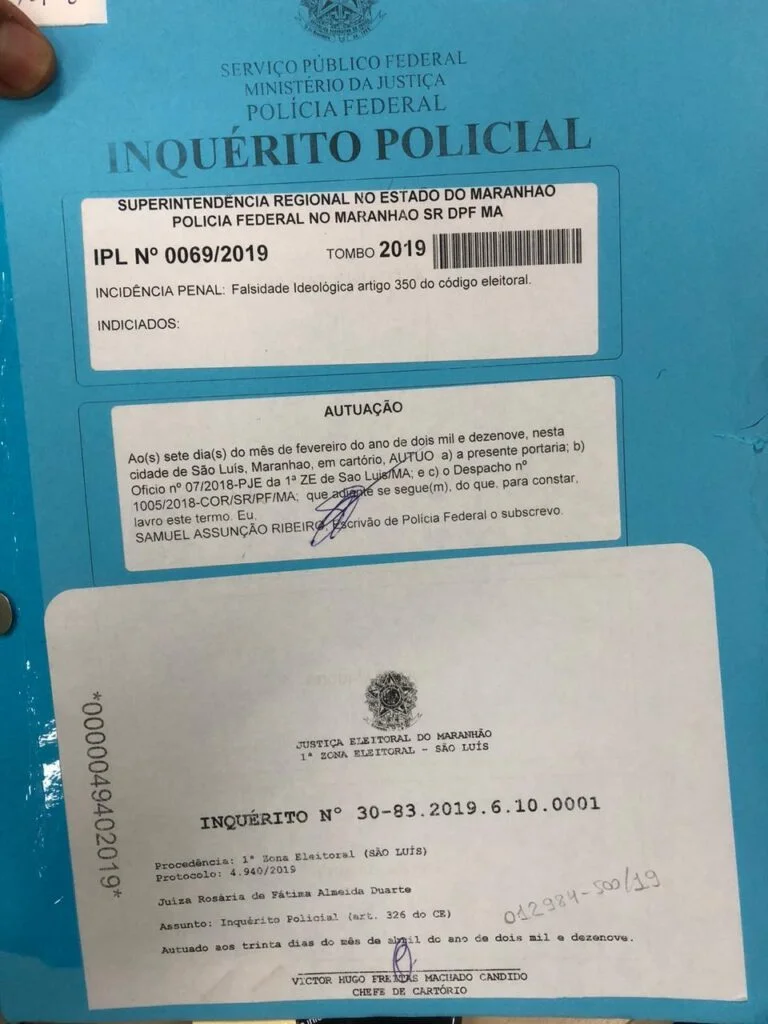 SERVIÇO PÚBLICO FEDERAL
MINISTÉRIO DA JUSTIÇA
POLÍCIA FEDERAL
INQUÉRITO POLICIAL
SUPERINTENDÊNCIA REGIONAL NO ESTADO DO MARANHAO
POLICIA FEDERAL NO MARANHAO SR DPF MA
IPL Nº 0069/2019 TOMBO 2019
INCIDÊNCIA PENAL: Falsidade Ideológica artigo 350 do código eleitoral.
INDICIADOS:
AUTUAÇÃO
Ao(s) sete dia(s) do mês de fevereiro do ano de dois mil e dezenove, nesta
cidade de São Luís, Maranhao, em cartório, AUTUO a) a presente portaria; b)
Oficio nº 07/2018-PJE da 1ª ZE de Sao Luis/MA; e c) o Despacho nº
1005/2018-COR/SR/PF/MA; que adiante se segue(m), do que, para constar,
lavro este termo. Eu,
SAMUEL ASSUNÇÃO RIBEIRO, Escrivão de Polícia Federal o subscrevo.
JUSTIÇA ELEITORAL DO MARANHÃO
1ª ZONA ELEITORAL - SÃO LUÍS
*0000049402019*
INQUÉRITO Nº 30-83.2019.6.10.0001
Procedência: 1ª Zona Eleitoral (SÃO LUÍS)
Protocolo: 4.940/2019
Juíza Rosária de Fátima Almeida Duarte
Assunto: Inquérito Policial (art. 326 do CE)
012984-500/19
Autuado aos trinta dias do mês de abril do ano de dois mil e dezenove.
VICTOR HUGO FREITAS MACHADO CANDIDO
CHEFE DE CARTÓRIO